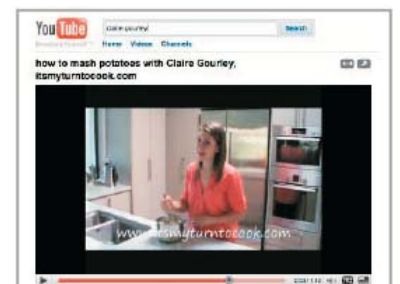 YouTube claire gourley Search
Home Videos Channels
how to mash potatoes with Claire Gourley,
itsmyturntocook.com
www.itsmyturntocook.com